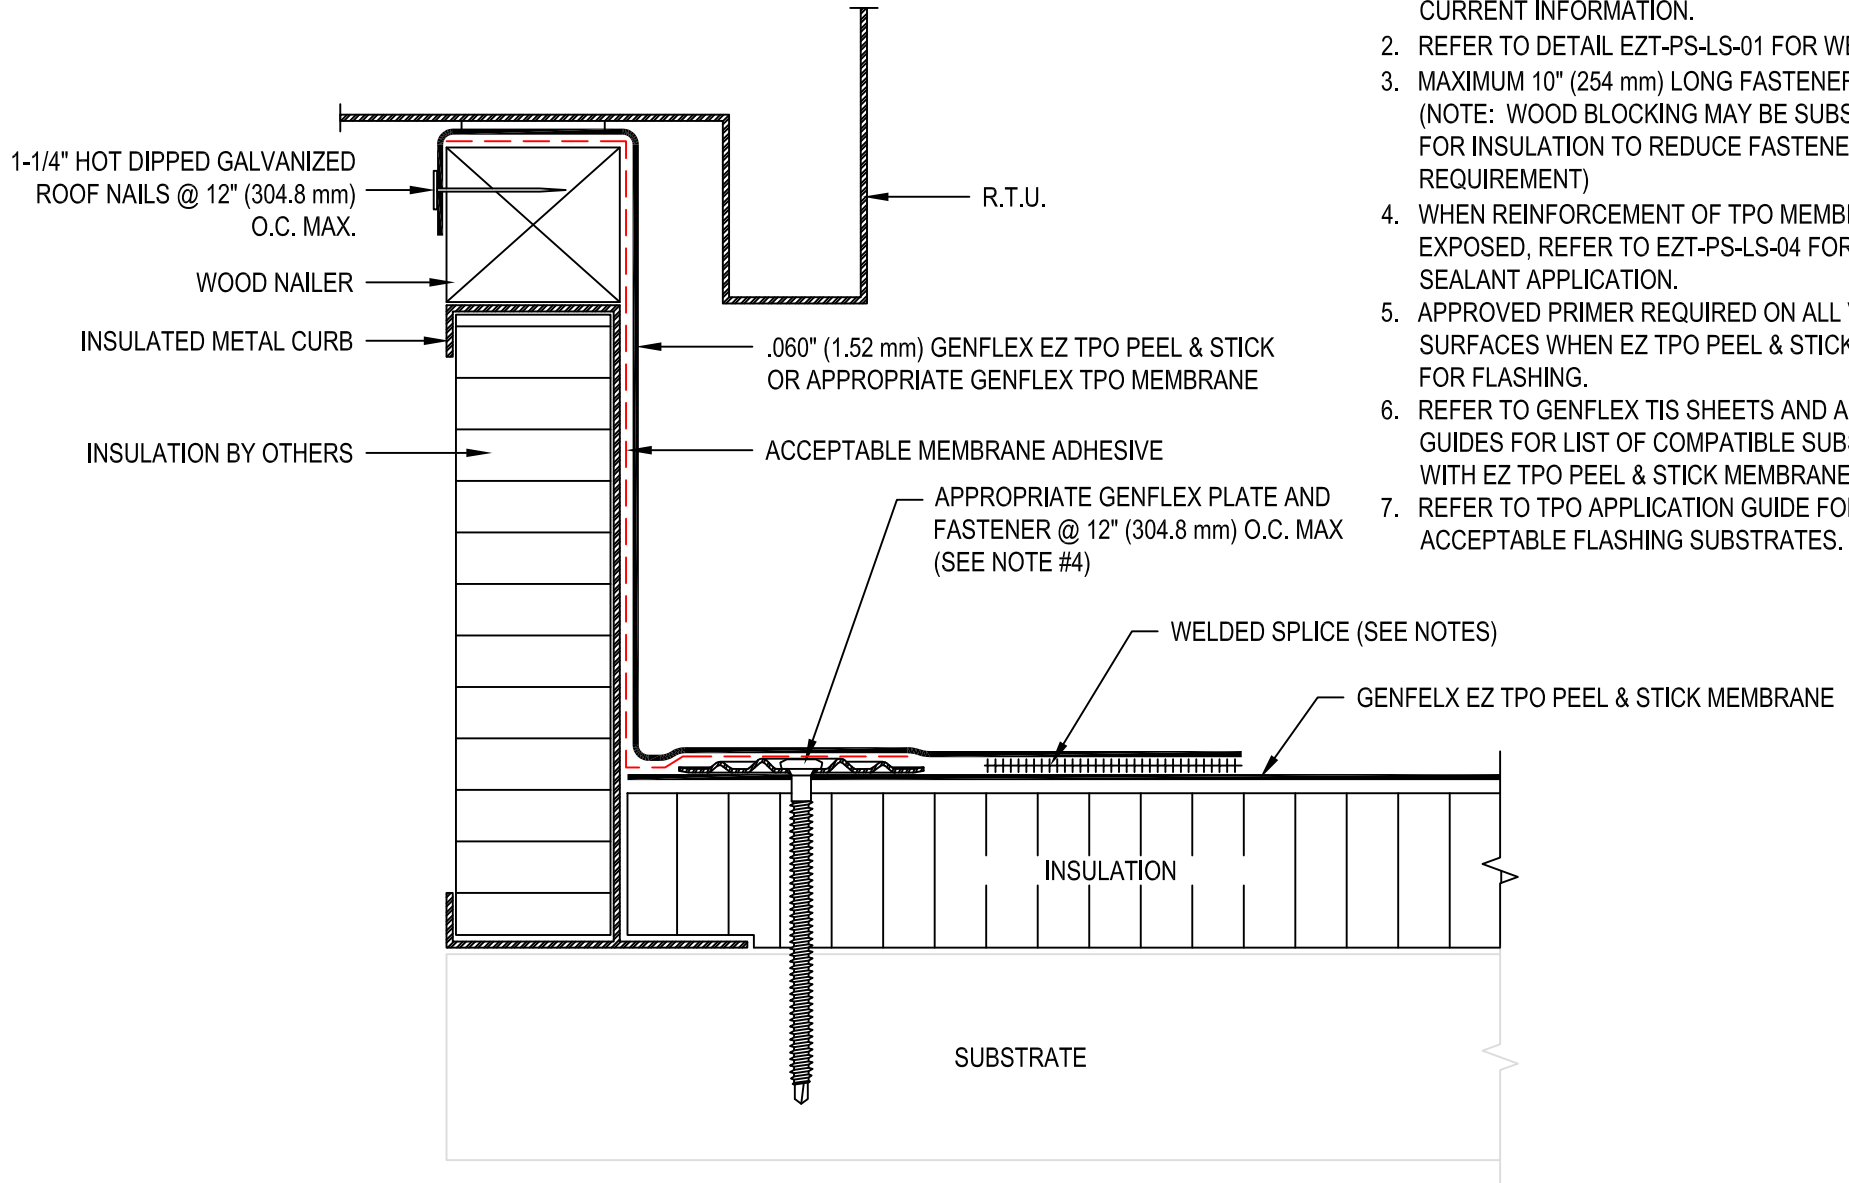 CURRENT INFORMATION.
2. REFER TO DETAIL EZT-PS-LS-01 FOR
3. MAXIMUM 10" (254 mm) LONG FASTENER
(NOTE: WOOD BLOCKING MAY BE
FOR INSULATION TO REDUCE
REQUIREMENT)
4. WHEN REINFORCEMENT OF TPO
EXPOSED, REFER TO EZT-PS-LS-04 FOR
SEALANT APPLICATION.
5. APPROVED PRIMER REQUIRED ON ALL
SURFACES WHEN EZ TPO PEEL & STICK
FOR FLASHING.
6. REFER TO GENFLEX TIS SHEETS AND
GUIDES FOR LIST OF COMPATIBLE
WITH EZ TPO PEEL & STICK MEMBRANE
7. REFER TO TPO APPLICATION GUIDE
ACCEPTABLE FLASHING SUBSTRATES.
1-1/4" HOT DIPPED GALVANIZED
ROOF NAILS @ 12" (304.8 mm)
O.C. MAX.
WOOD NAILER
INSULATED METAL CURB
INSULATION BY OTHERS
R.T.U.
.060" (1.52 mm) GENFLEX EZ TPO PEEL & STICK
OR APPROPRIATE GENFLEX TPO MEMBRANE
ACCEPTABLE MEMBRANE ADHESIVE
APPROPRIATE GENFLEX PLATE AND
FASTENER @ 12" (304.8 mm) O.C. MAX
(SEE NOTE #4)
WELDED SPLICE (SEE NOTES)
GENFELX EZ TPO PEEL & STICK MEMBRANE
INSULATION
SUBSTRATE